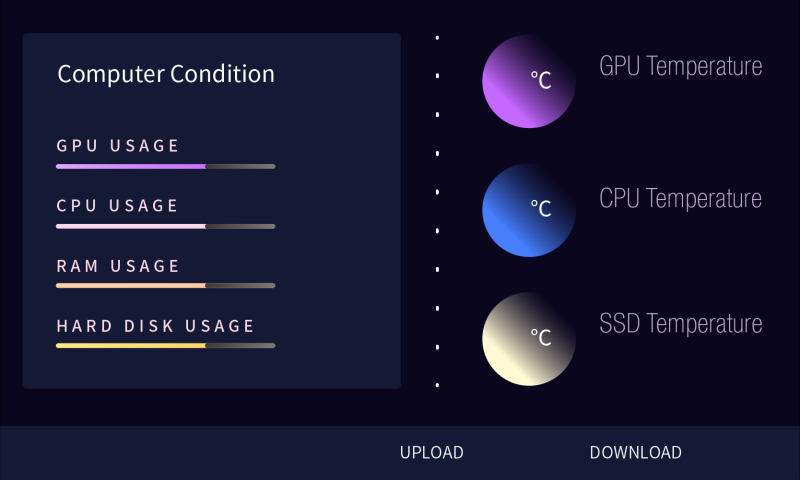 Computer Condition
GPU USAGE
CPU USAGE
RAM USAGE
HARD DISK USAGE
°C
GPU Temperature
°C
CPU Temperature
°C
SSD Temperature
UPLOAD
DOWNLOAD